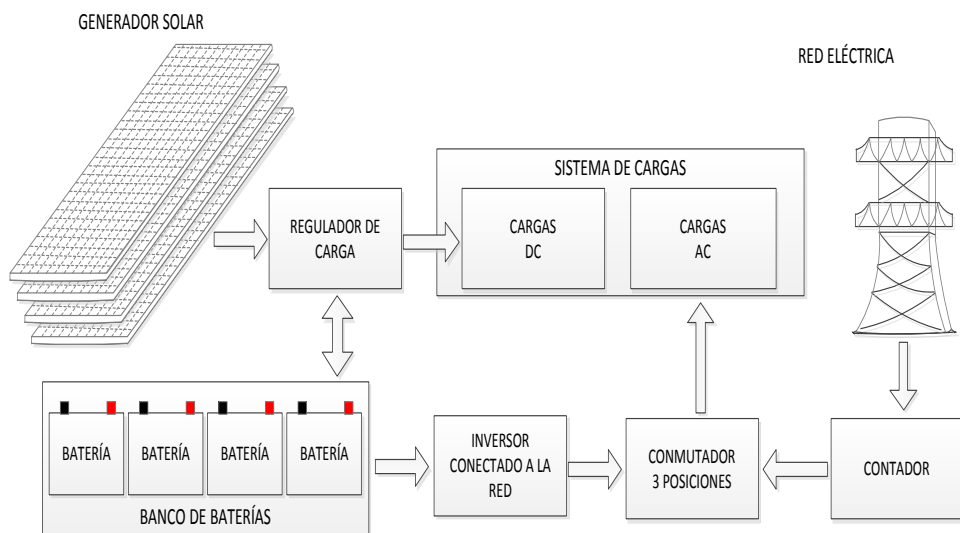 GENERADOR SOLAR
RED ELÉCTRICA
SISTEMA DE CARGAS
REGULADOR DE
CARGA
CARGAS
DC
CARGAS
AC
BATERÍA
BATERÍA
BATERÍA
BATERÍA
BANCO DE BATERÍAS
INVERSOR
CONECTADO A LA
RED
CONMUTADOR
3 POSICIONES
CONTADOR